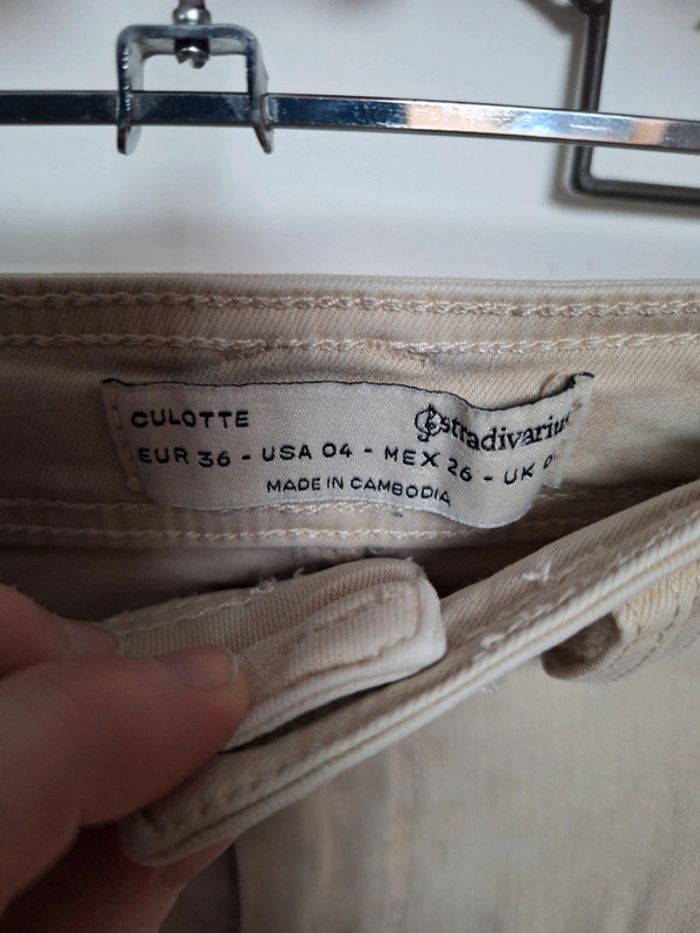 CULOTTE
stradivarius
EUR 36 - USA 04 - MEX 26 - UK
MADE IN CAMBODIA